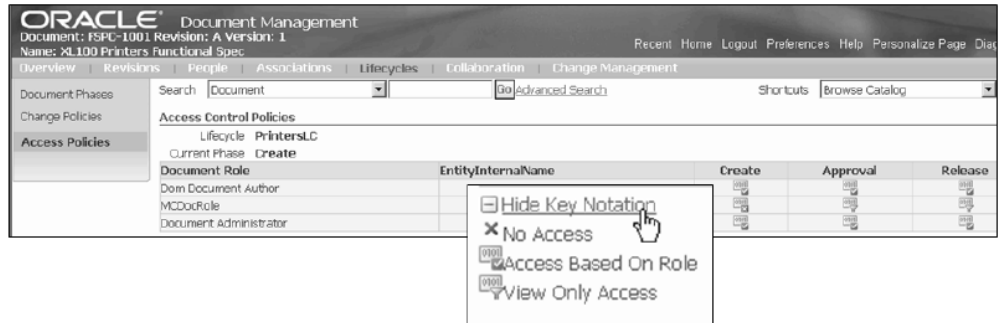 ORACLE Document Management
Document: FSPC-1001 Revision: A Version: 1
Name: XL100 Printers Functional Spec
Recent Home Logout Preferences Help Personalize Page Diag
Overview | Revisions | People | Associations | Lifecycles | Collaboration | Change Management
Document Phases
Change Policies
Access Policies
Search Document Go Advanced Search Shortcuts Browse Catalog
Access Control Policies
Lifecycle PrintersLC
Current Phase Create
Document Role EntityInternalName Create Approval Release
Dom Document Author
MCDocRole
Document Administrator
Hide Key Notation
No Access
Access Based On Role
View Only Access